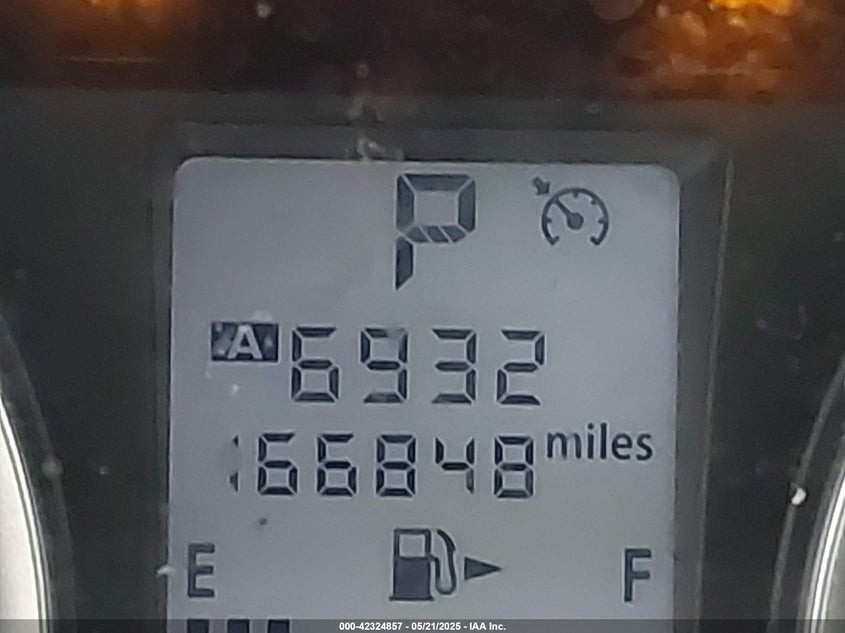 P
A 6932
166848 miles
E F
000-42324857 - 05/21/2025 - IAA Inc.